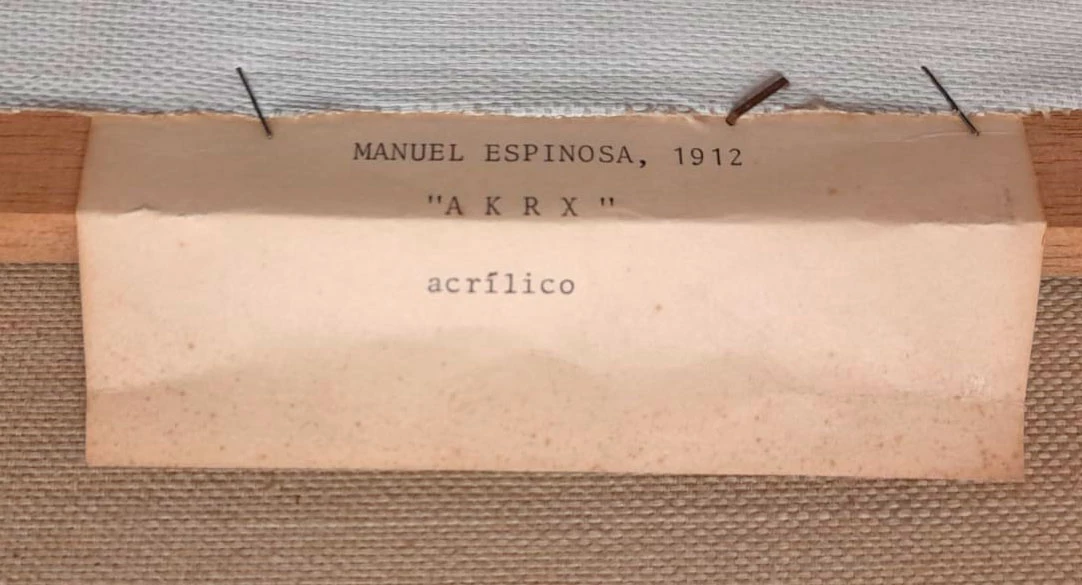 MANUEL ESPINOSA, 1912
"A K R X "
acrílico